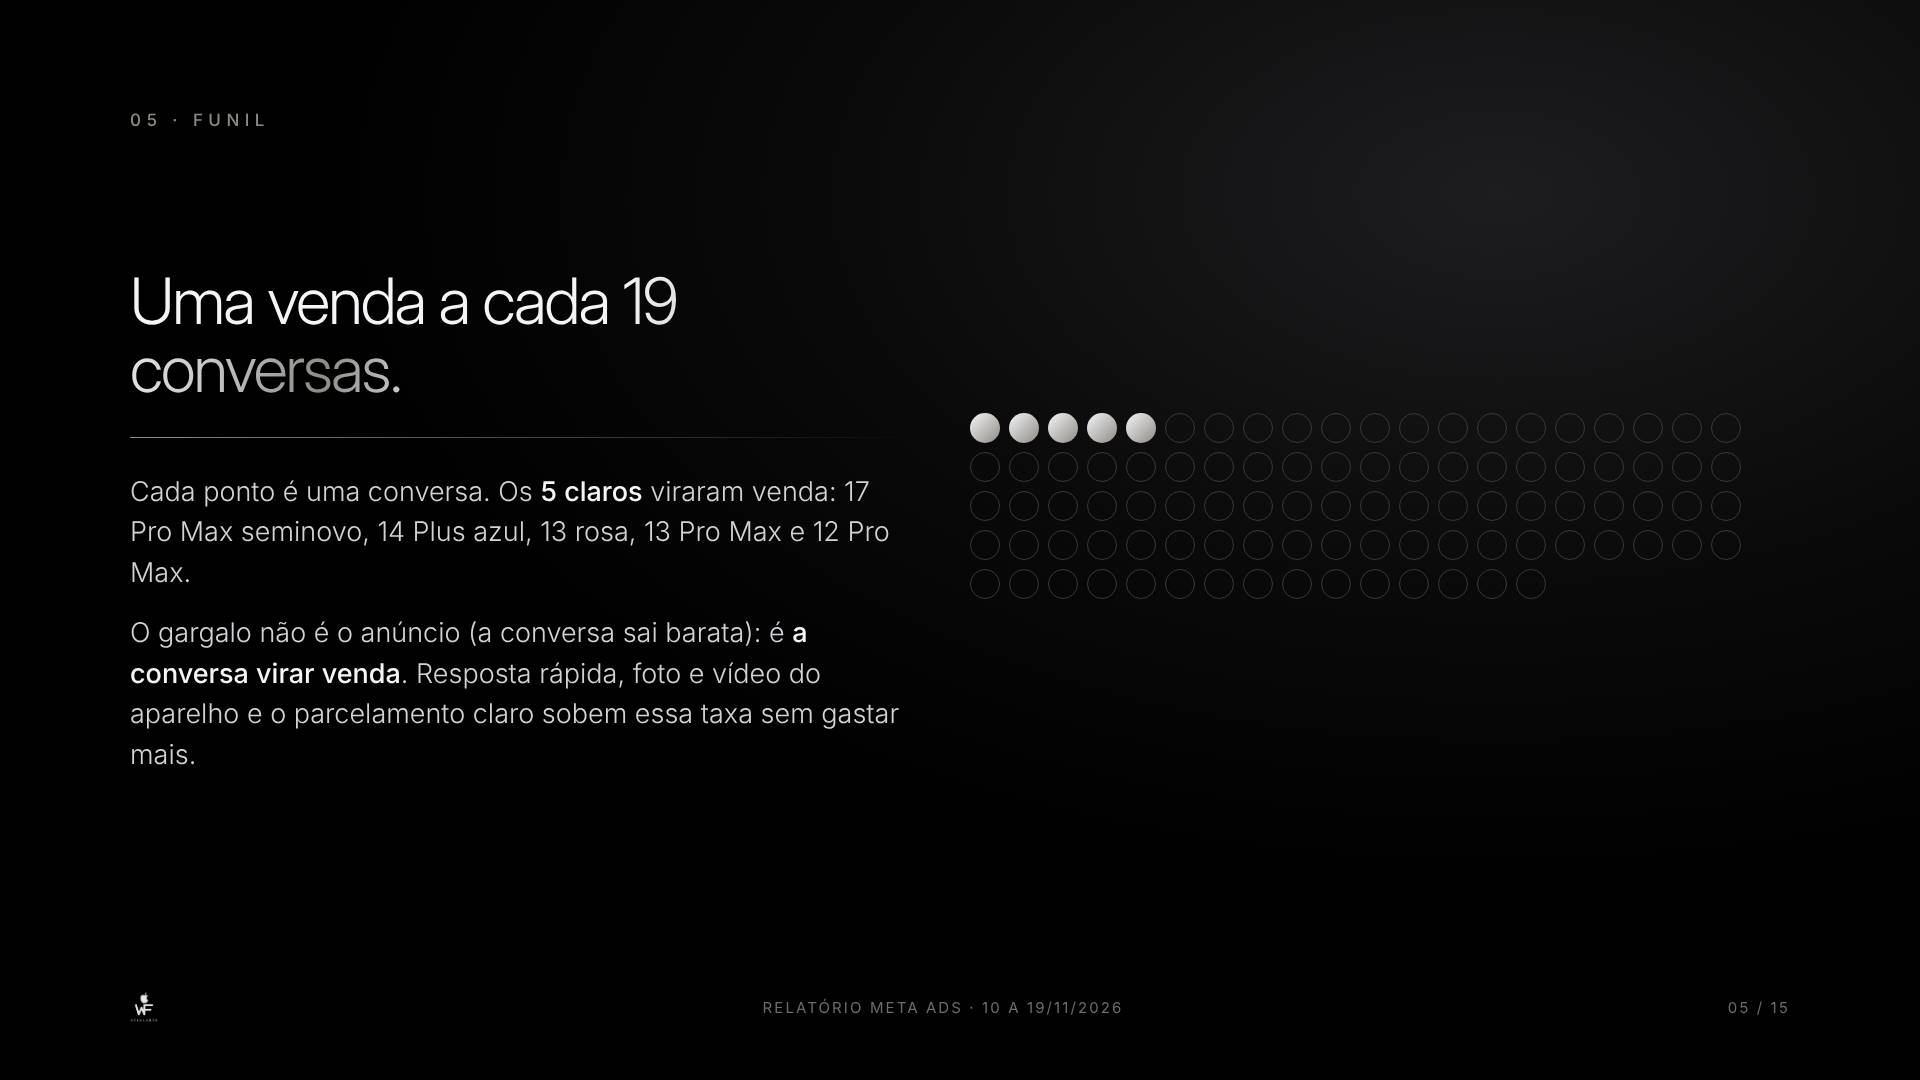 05 · FUNIL
Uma venda a cada 19
conversas.
Cada ponto é uma conversa. Os 5 claros viraram venda: 17
Pro Max seminovo, 14 Plus azul, 13 rosa, 13 Pro Max e 12 Pro
Max.
O gargalo não é o anúncio (a conversa sai barata): é a
conversa virar venda. Resposta rápida, foto e vídeo do
aparelho e o parcelamento claro sobem essa taxa sem gastar
mais.
WF
RELATÓRIO META ADS · 10 A 19/11/2026
05 / 15